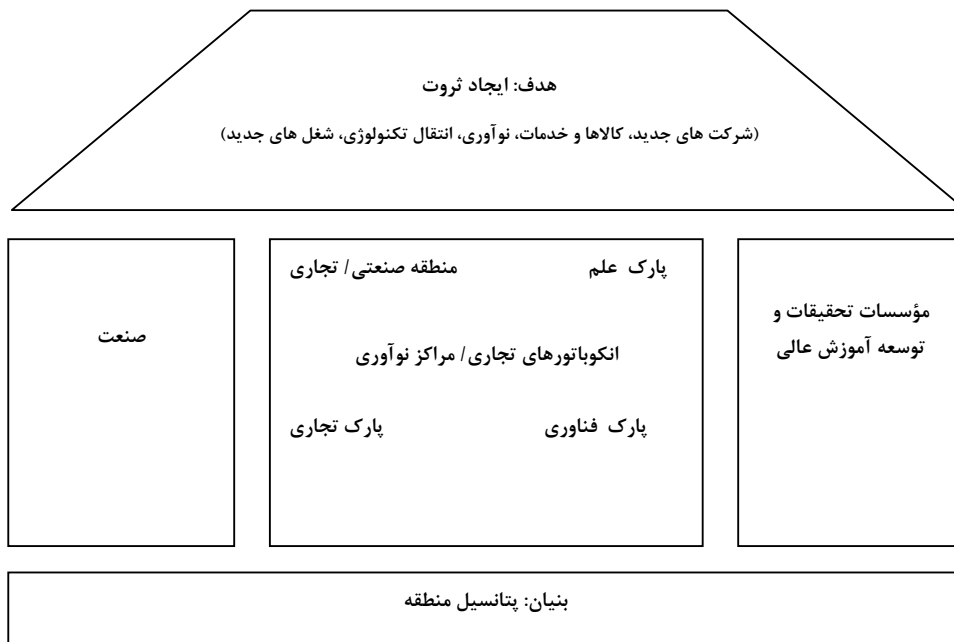 هدف: ایجاد ثروت
(شرکت های جدید، کالاها و خدمات، نوآوری، انتقال تکنولوژی، شغل های جدید)
مؤسسات تحقیقات و
توسعه آموزش عالی
پارک علم
منطقه صنعتی/ تجاری
انکوباتورهای تجاری/ مراکز نوآوری
پارک فناوری
پارک تجاری
صنعت
بنیان: پتانسیل منطقه